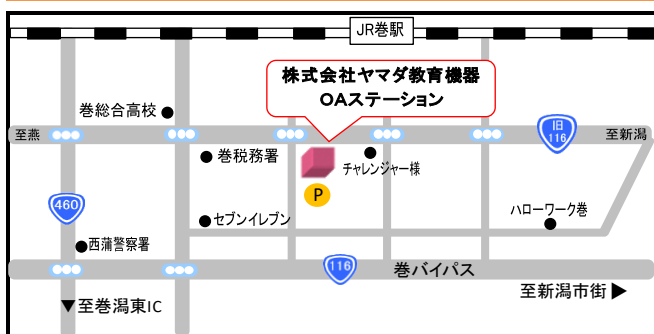 JR巻駅
株式会社ヤマダ教育機器
OAステーション
巻総合高校
至燕
旧
116
至新潟
巻税務署
チャレンジャー様
P
460
セブンイレブン
ハローワーク巻
西蒲警察署
116
巻バイパス
至新潟市街▶
▼至巻潟東IC